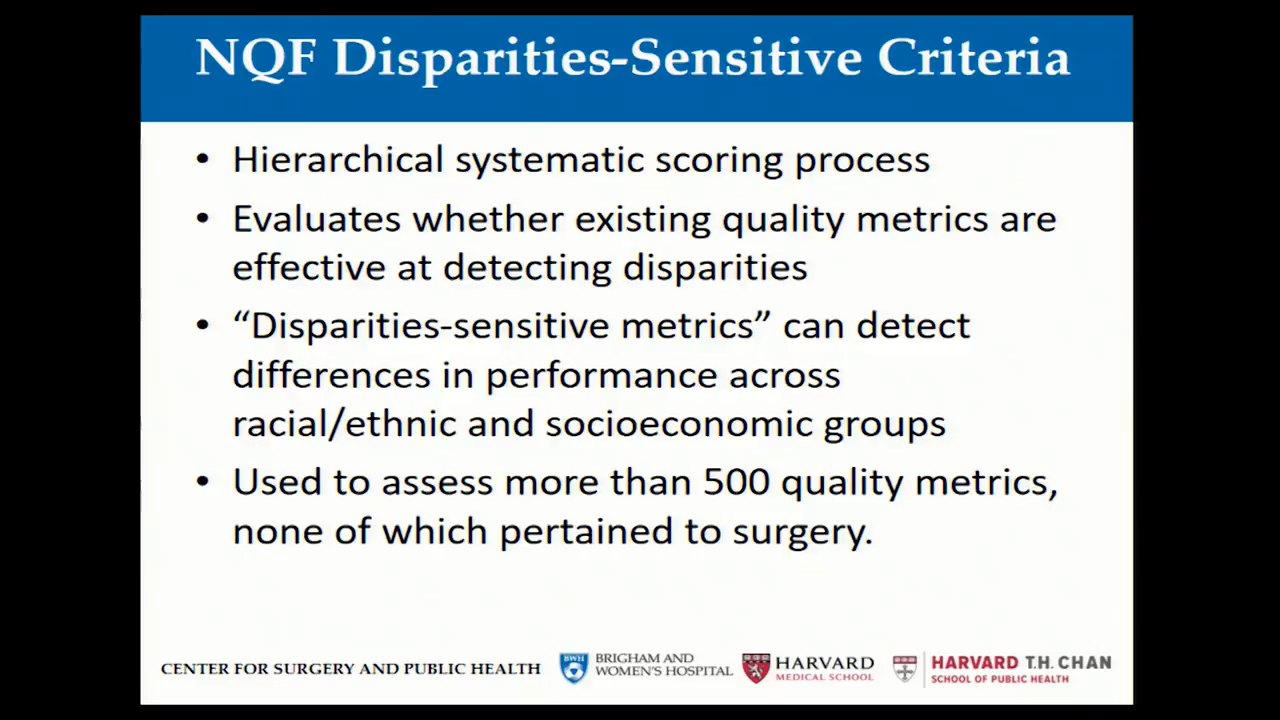 NQF Disparities-Sensitive Criteria
• Hierarchical systematic scoring process
• Evaluates whether existing quality metrics are
effective at detecting disparities
• “Disparities-sensitive metrics” can detect
differences in performance across
racial/ethnic and socioeconomic groups
• Used to assess more than 500 quality metrics,
none of which pertained to surgery.
CENTER FOR SURGERY AND PUBLIC HEALTH
BWH
BRIGHAM AND
WOMEN'S HOSPITAL
HARVARD
MEDICAL SCHOOL
HARVARD T.H. CHAN
SCHOOL OF PUBLIC HEALTH